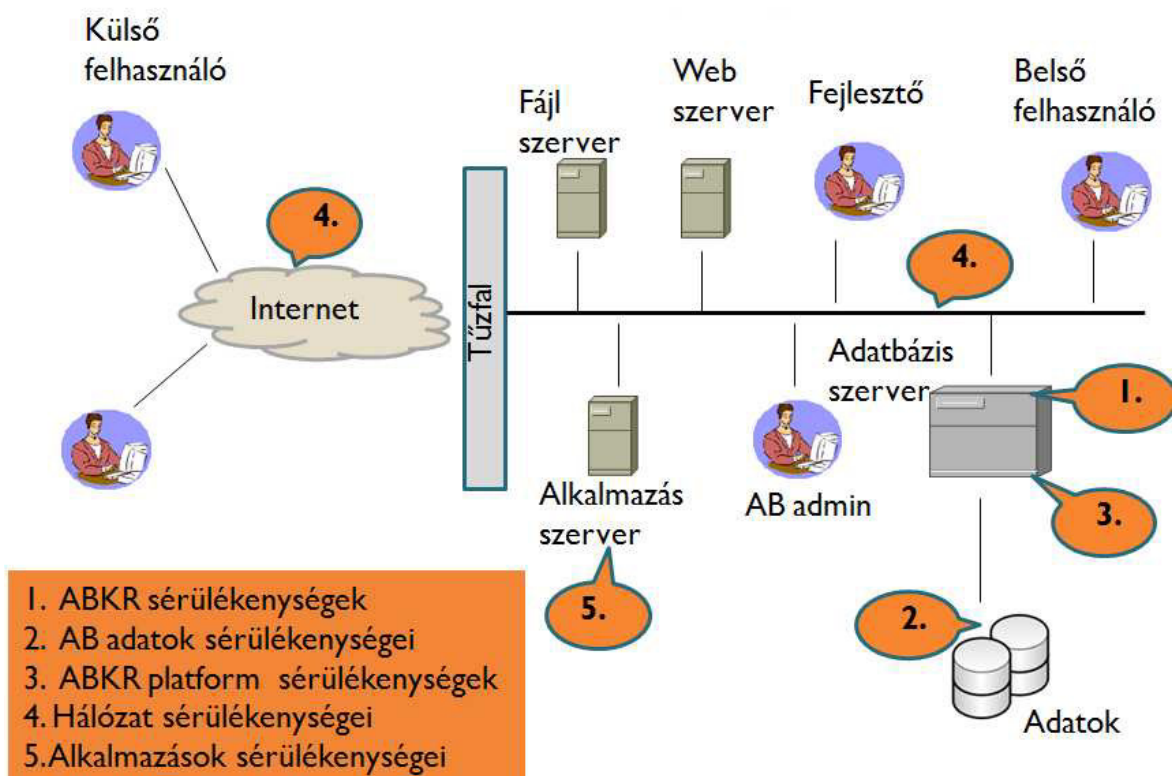 Külső
felhasználó
Fájl
szerver
Web
szerver
Fejlesztő
Belső
felhasználó
4.
Internet
Tűzfal
4.
Adatbázis
szerver
1.
Alkalmazás
szerver
AB admin
3.
5.
2.
Adatok
1. ABKR sérülékenységek
2. AB adatok sérülékenységei
3. ABKR platform sérülékenységek
4. Hálózat sérülékenységei
5. Alkalmazások sérülékenységei